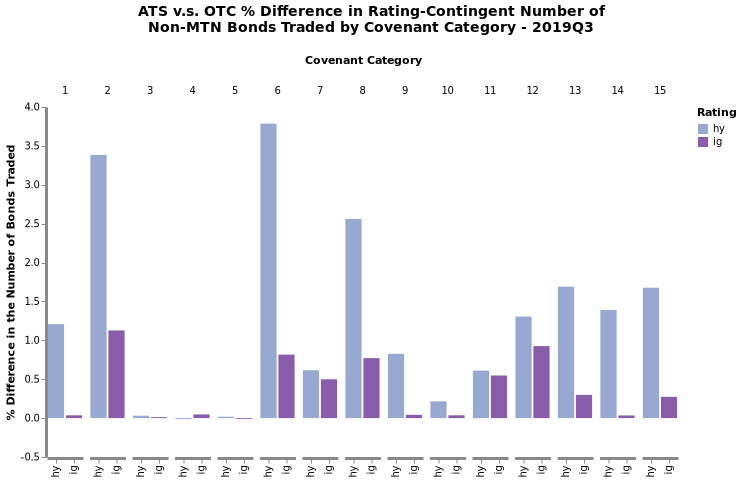 ATS v.s. OTC % Difference in Rating-Contingent Number of
Non-MTN Bonds Traded by Covenant Category - 2019Q3
Covenant Category
1 2 3 4 5 6 7 8 9 10 11 12 13 14 15
Rating
hy
ig
% Difference in the Number of Bonds Traded
4.0
3.5
3.0
2.5
2.0
1.5
1.0
0.5
0.0
-0.5
hy ig hy ig hy ig hy ig hy ig hy ig hy ig hy ig hy ig hy ig hy ig hy ig hy ig hy ig hy ig